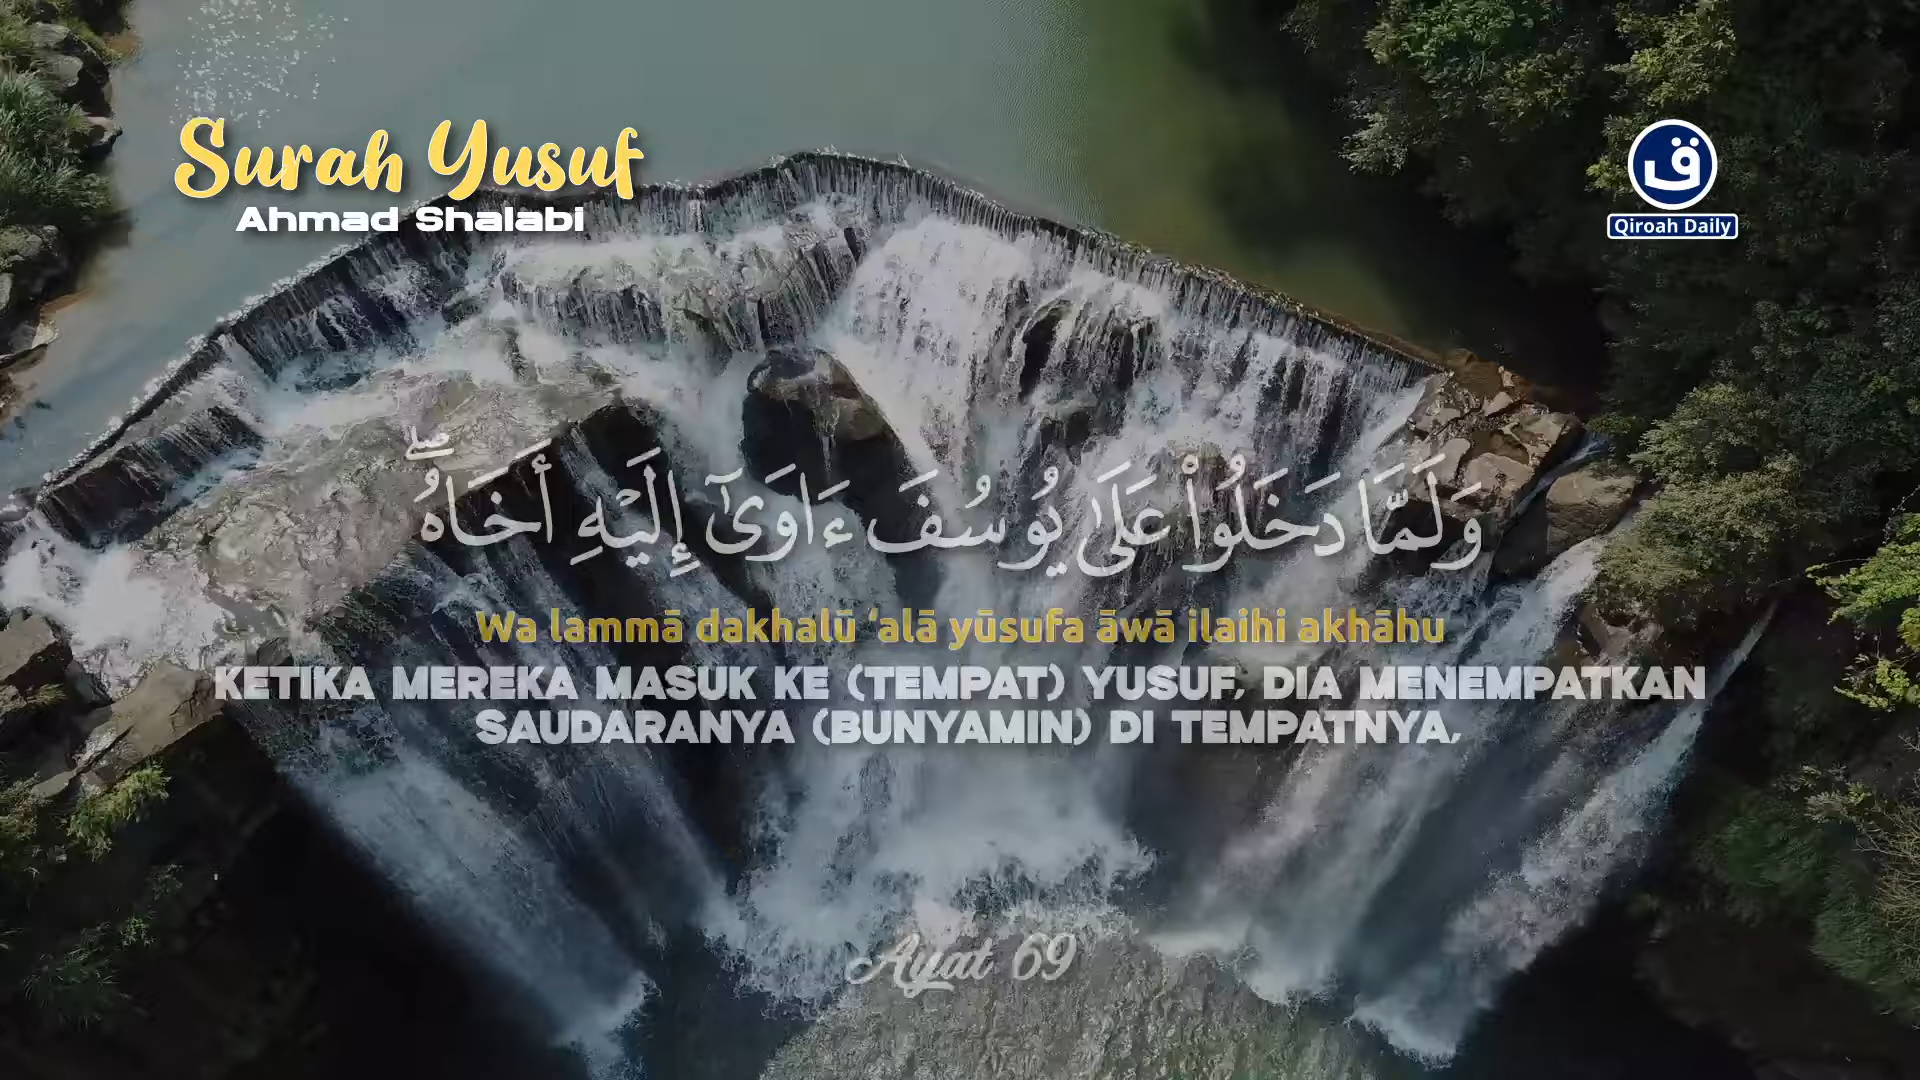 Surah Yusuf
Ahmad Shalabi
ق
Qiroah Daily
وَلَمَّا دَخَلُوا۟ عَلَىٰ يُوسُفَ ءَاوَىٰٓ إِلَيْهِ أَخَاهُ ۖ
Wa lammā dakhalū ‘alā yūsufa āwā ilaihi akhāhu
KETIKA MEREKA MASUK KE (TEMPAT) YUSUF, DIA MENEMPATKAN
SAUDARANYA (BUNYAMIN) DI TEMPATNYA,
Ayat 69